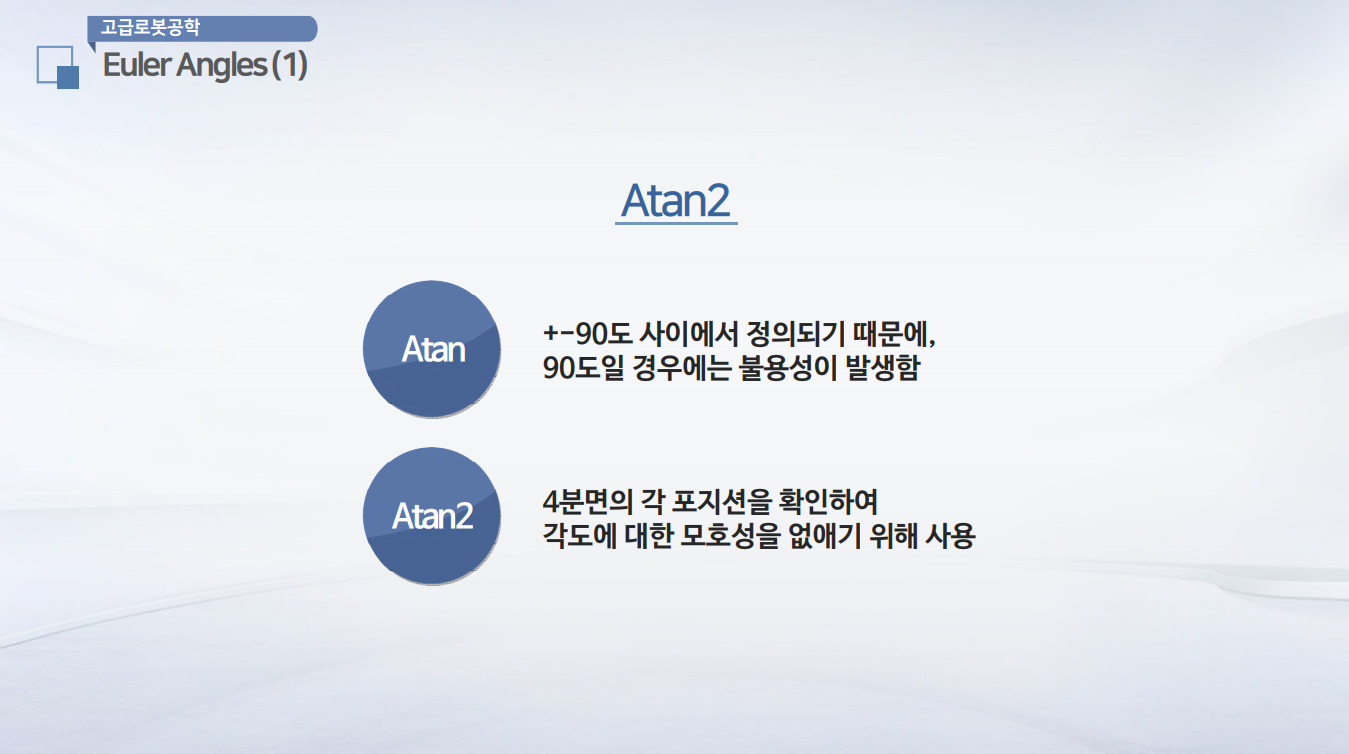 고급로봇공학
Euler Angles (1)
Atan2
Atan
+-90도 사이에서 정의되기 때문에,
90도일 경우에는 불용성이 발생함
Atan2
4분면의 각 포지션을 확인하여
각도에 대한 모호성을 없애기 위해 사용